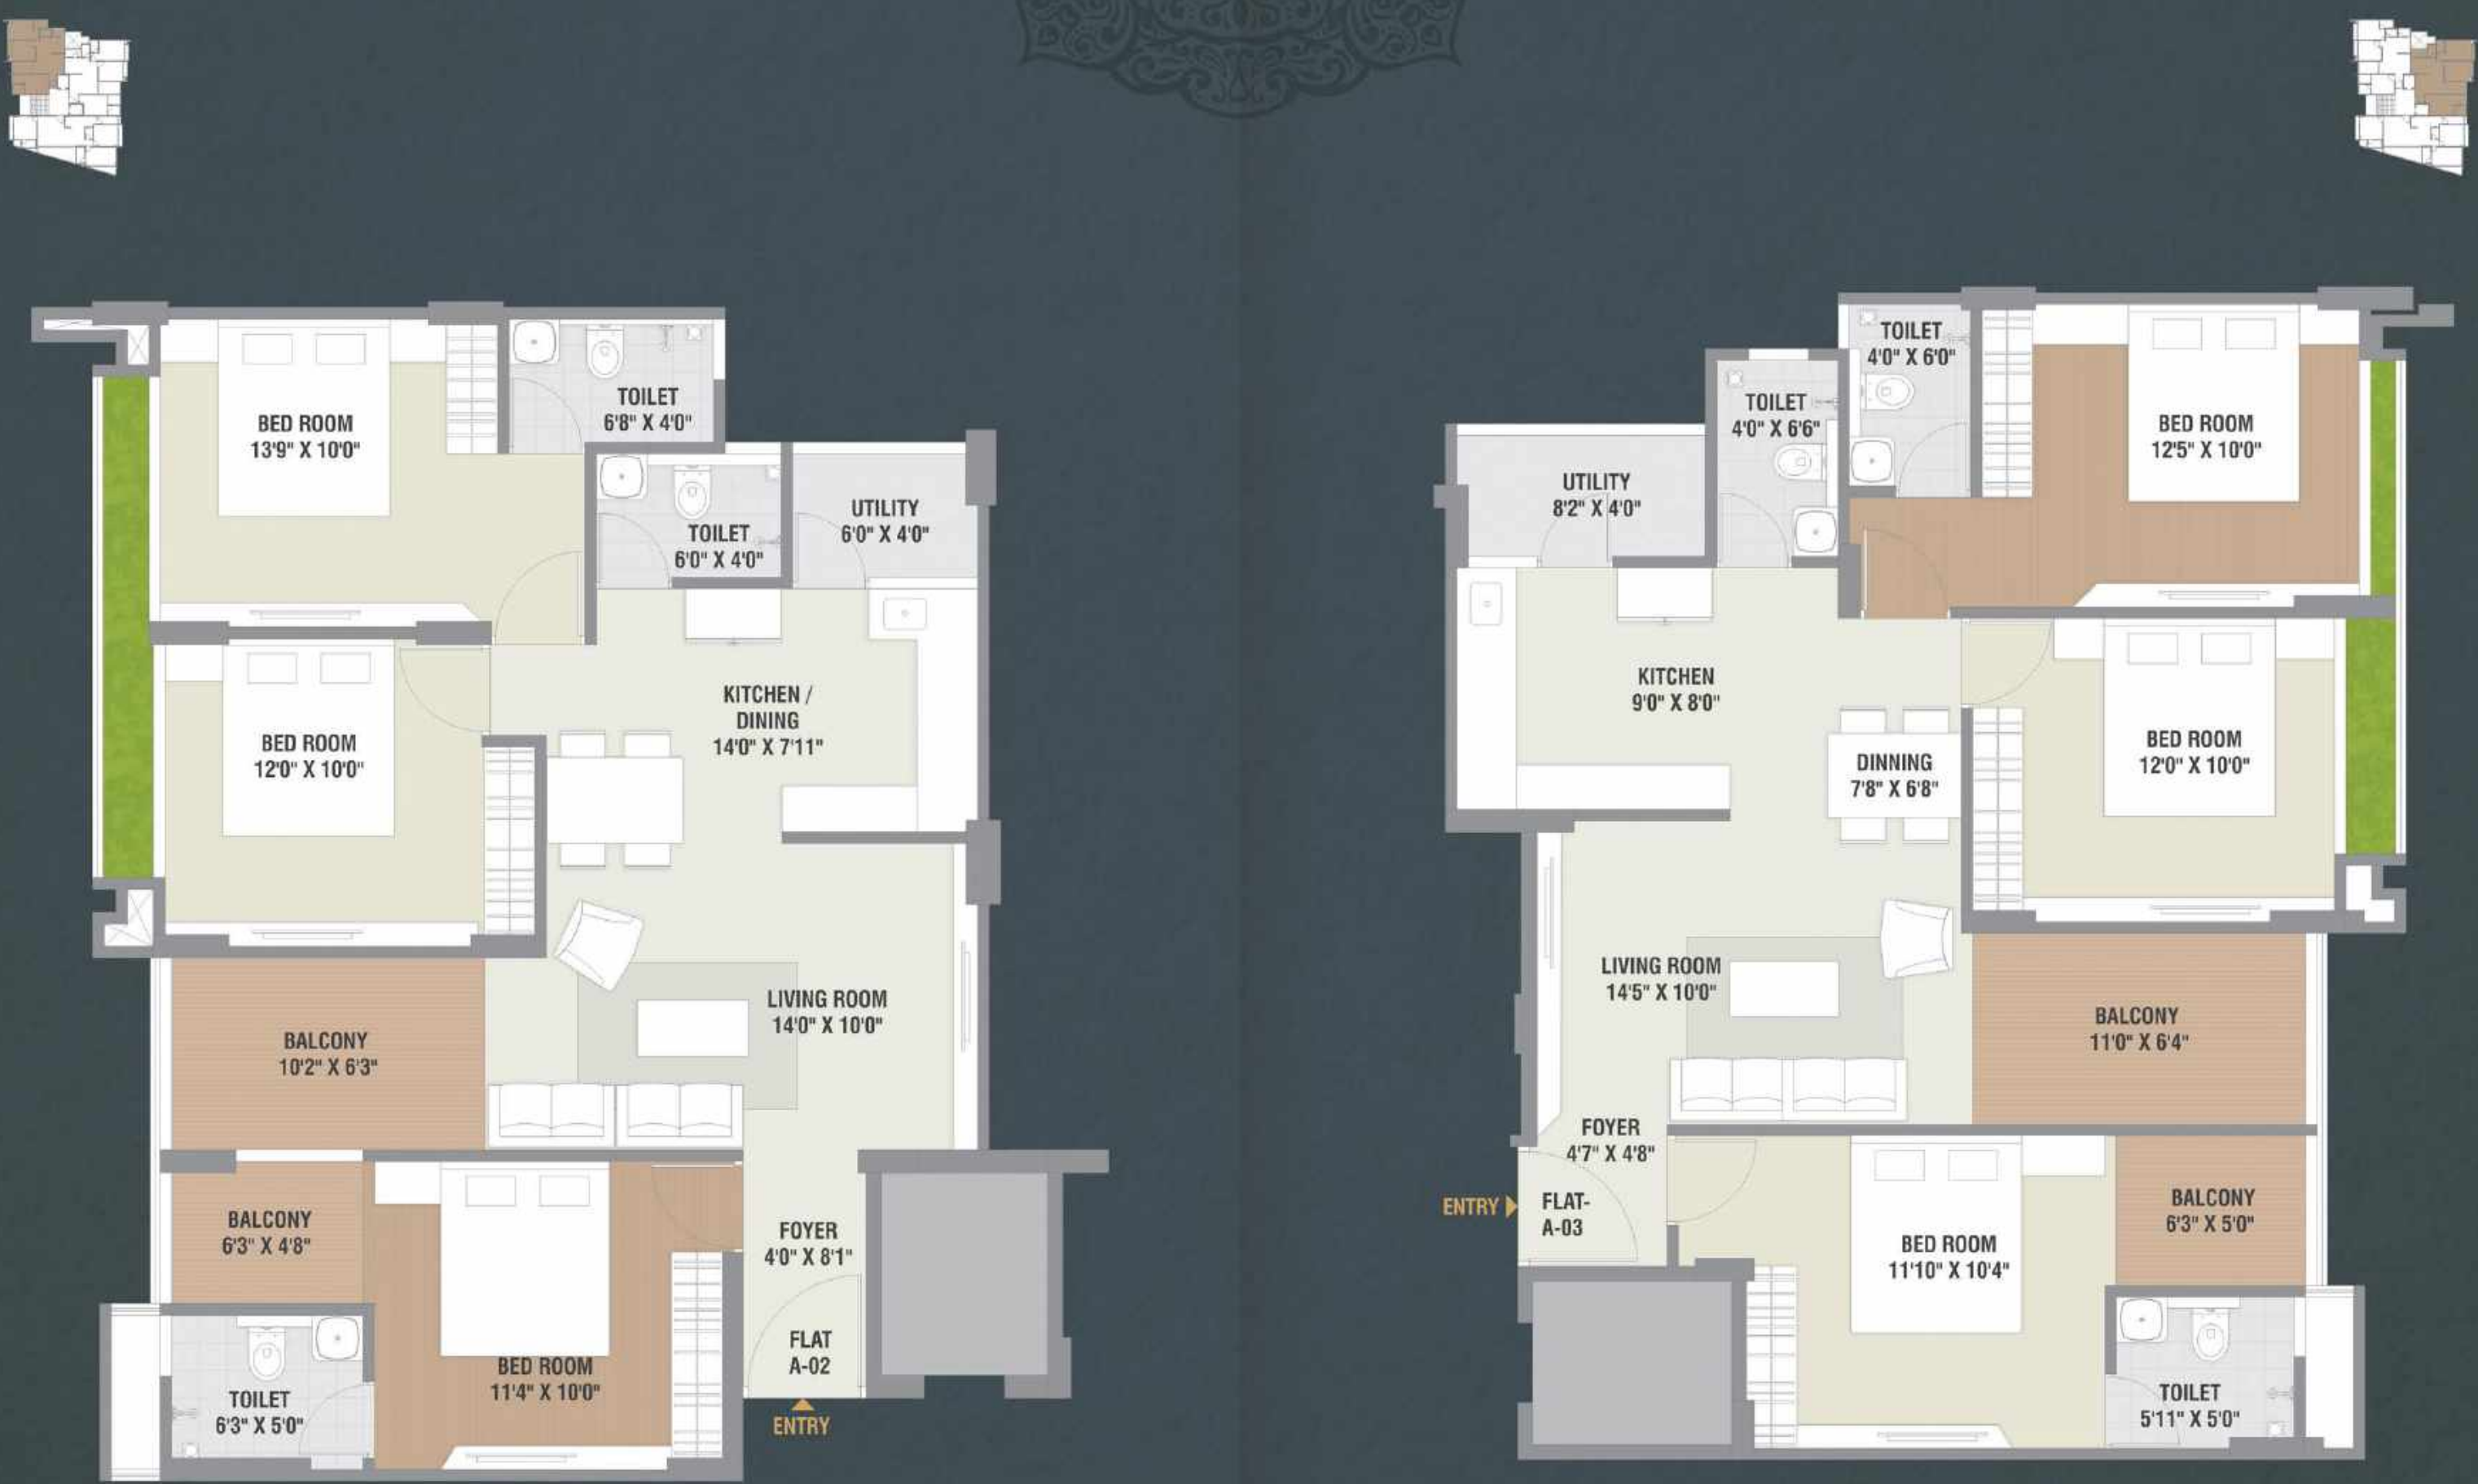 BED ROOM
13'9" X 10'0"
TOILET
6'8" X 4'0"
TOILET
6'0" X 4'0"
UTILITY
6'0" X 4'0"
BED ROOM
12'0" X 10'0"
KITCHEN /
DINING
14'0" X 7'11"
LIVING ROOM
14'0" X 10'0"
BALCONY
10'2" X 6'3"
BALCONY
6'3" X 4'8"
FOYER
4'0" X 8'1"
BED ROOM
11'4" X 10'0"
TOILET
6'3" X 5'0"
FLAT
A-02
ENTRY
TOILET
4'0" X 6'0"
TOILET
4'0" X 6'6"
BED ROOM
12'5" X 10'0"
UTILITY
8'2" X 4'0"
KITCHEN
9'0" X 8'0"
DINNING
7'8" X 6'8"
BED ROOM
12'0" X 10'0"
LIVING ROOM
14'5" X 10'0"
BALCONY
11'0" X 6'4"
FOYER
4'7" X 4'8"
ENTRY
FLAT-
A-03
BALCONY
6'3" X 5'0"
BED ROOM
11'10" X 10'4"
TOILET
5'11" X 5'0"